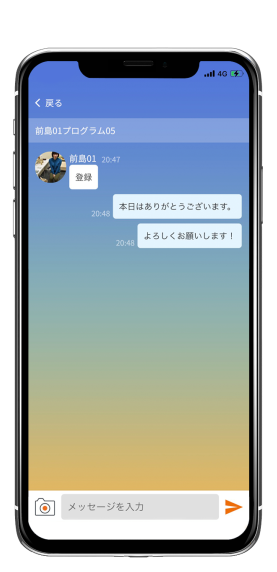 4G
戻る
前島01プログラム05
前島01 20:47
登録
本日はありがとうございます。
20:48
よろしくお願いします！
20:48
メッセージを入力